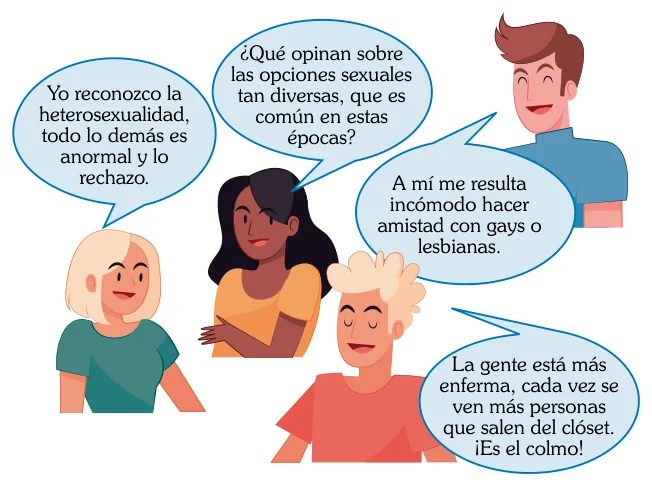 ¿Qué opinan sobre
las opciones sexuales
tan diversas, que es
común en estas
épocas?
Yo reconozco la
heterosexualidad,
todo lo demás es
anormal y lo
rechazo.
A mí me resulta
incómodo hacer
amistad con gays o
lesbianas.
La gente está más
enferma, cada vez se
ven más personas
que salen del clóset.
¡Es el colmo!